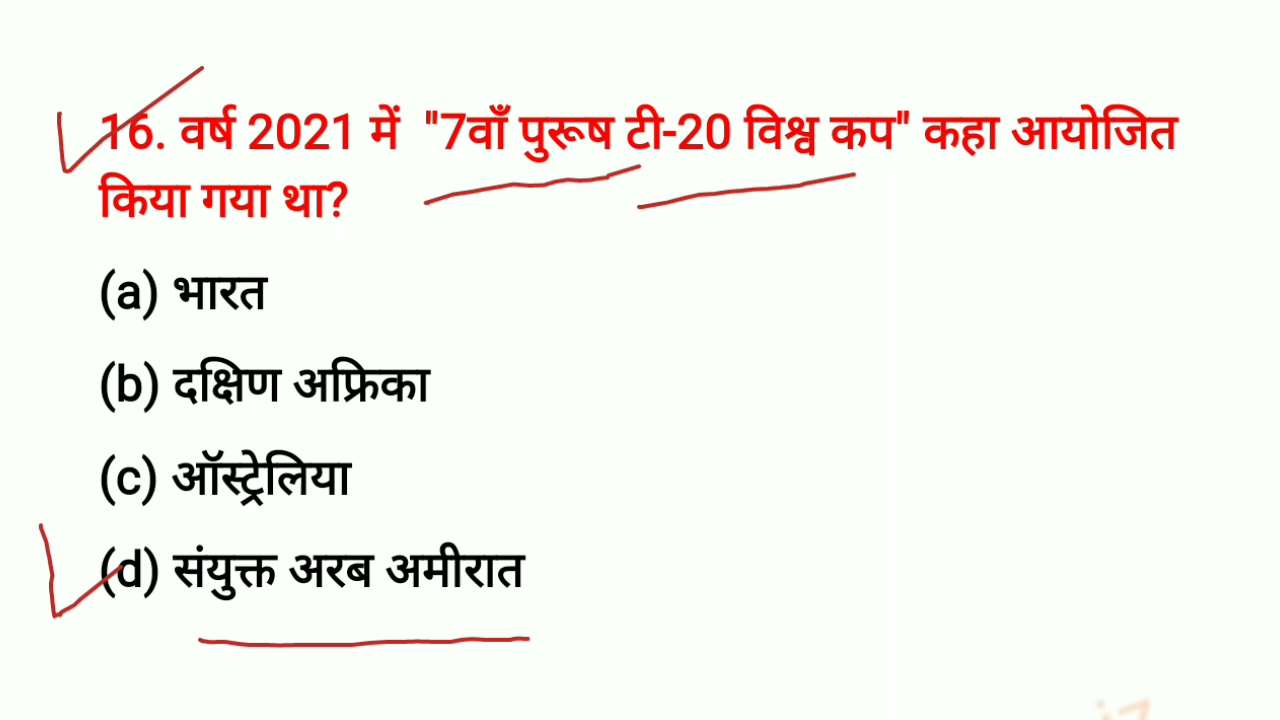 16. वर्ष 2021 में "7वाँ पुरूष टी-20 विश्व कप" कहा आयोजित
किया गया था?
(a) भारत
(b) दक्षिण अफ्रिका
(c) ऑस्ट्रेलिया
(d) संयुक्त अरब अमीरात